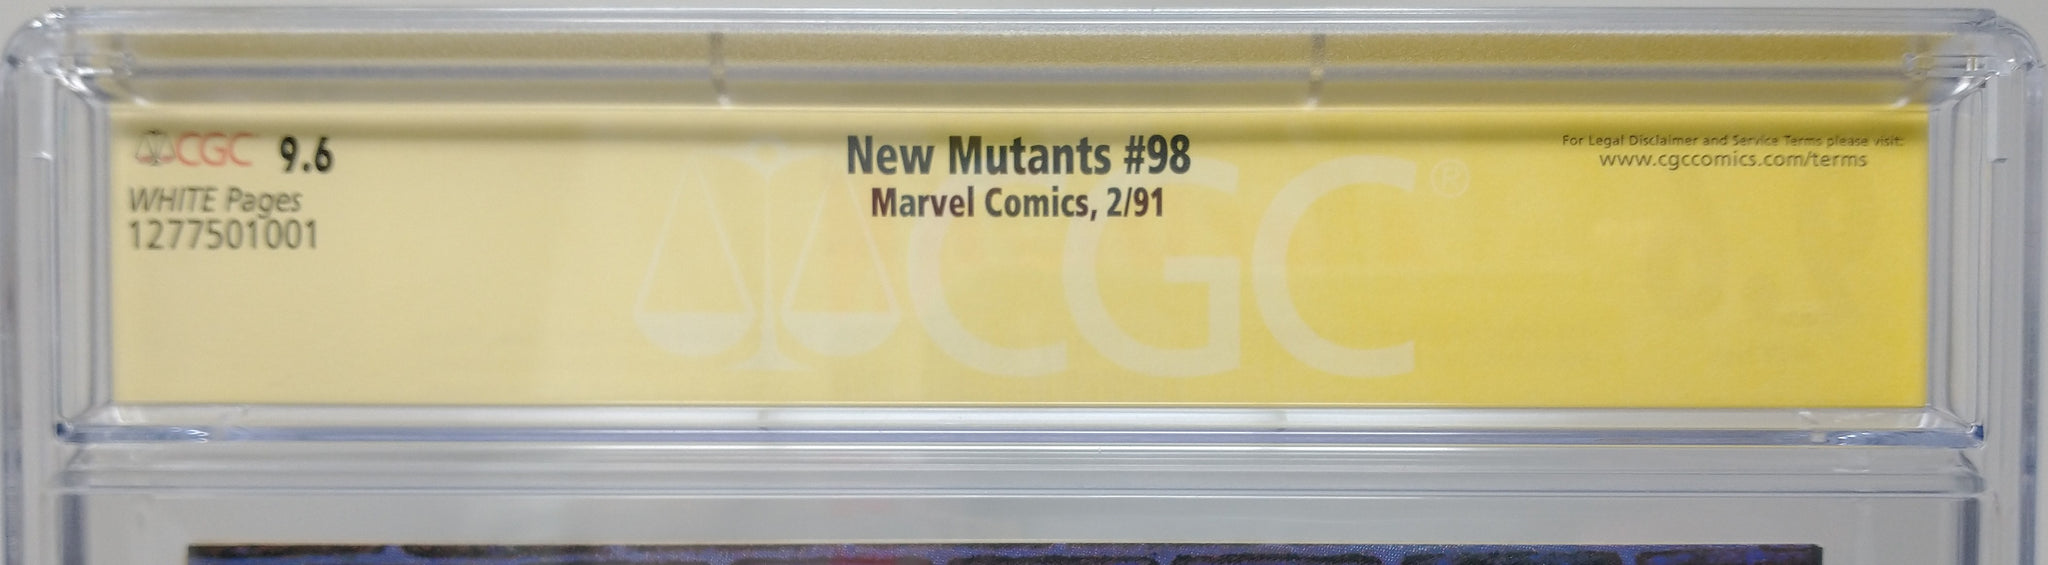 CGC 9.6
WHITE Pages
1277501001
New Mutants #98
Marvel Comics, 2/91
For Legal Disclaimer and Service Terms please visit:
www.cgccomics.com/terms
CGC®